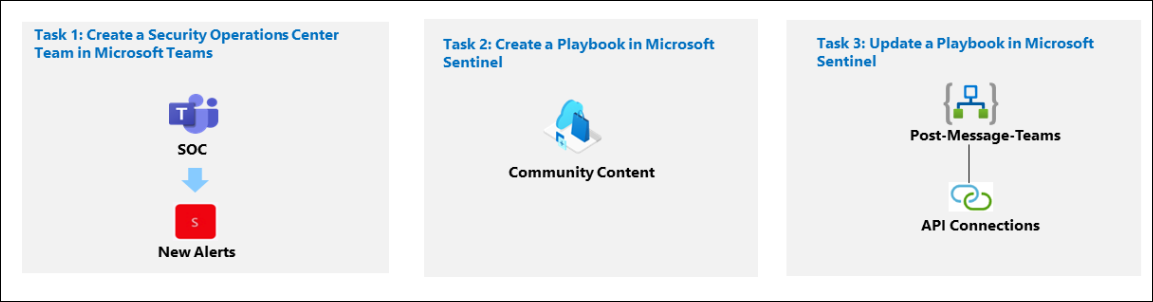 Task 1: Create a Security Operations Center
Team in Microsoft Teams
T
SOC
S
New Alerts
Task 2: Create a Playbook in Microsoft
Sentinel
Community Content
Task 3: Update a Playbook in Microsoft
Sentinel
Post-Message-Teams
API Connections